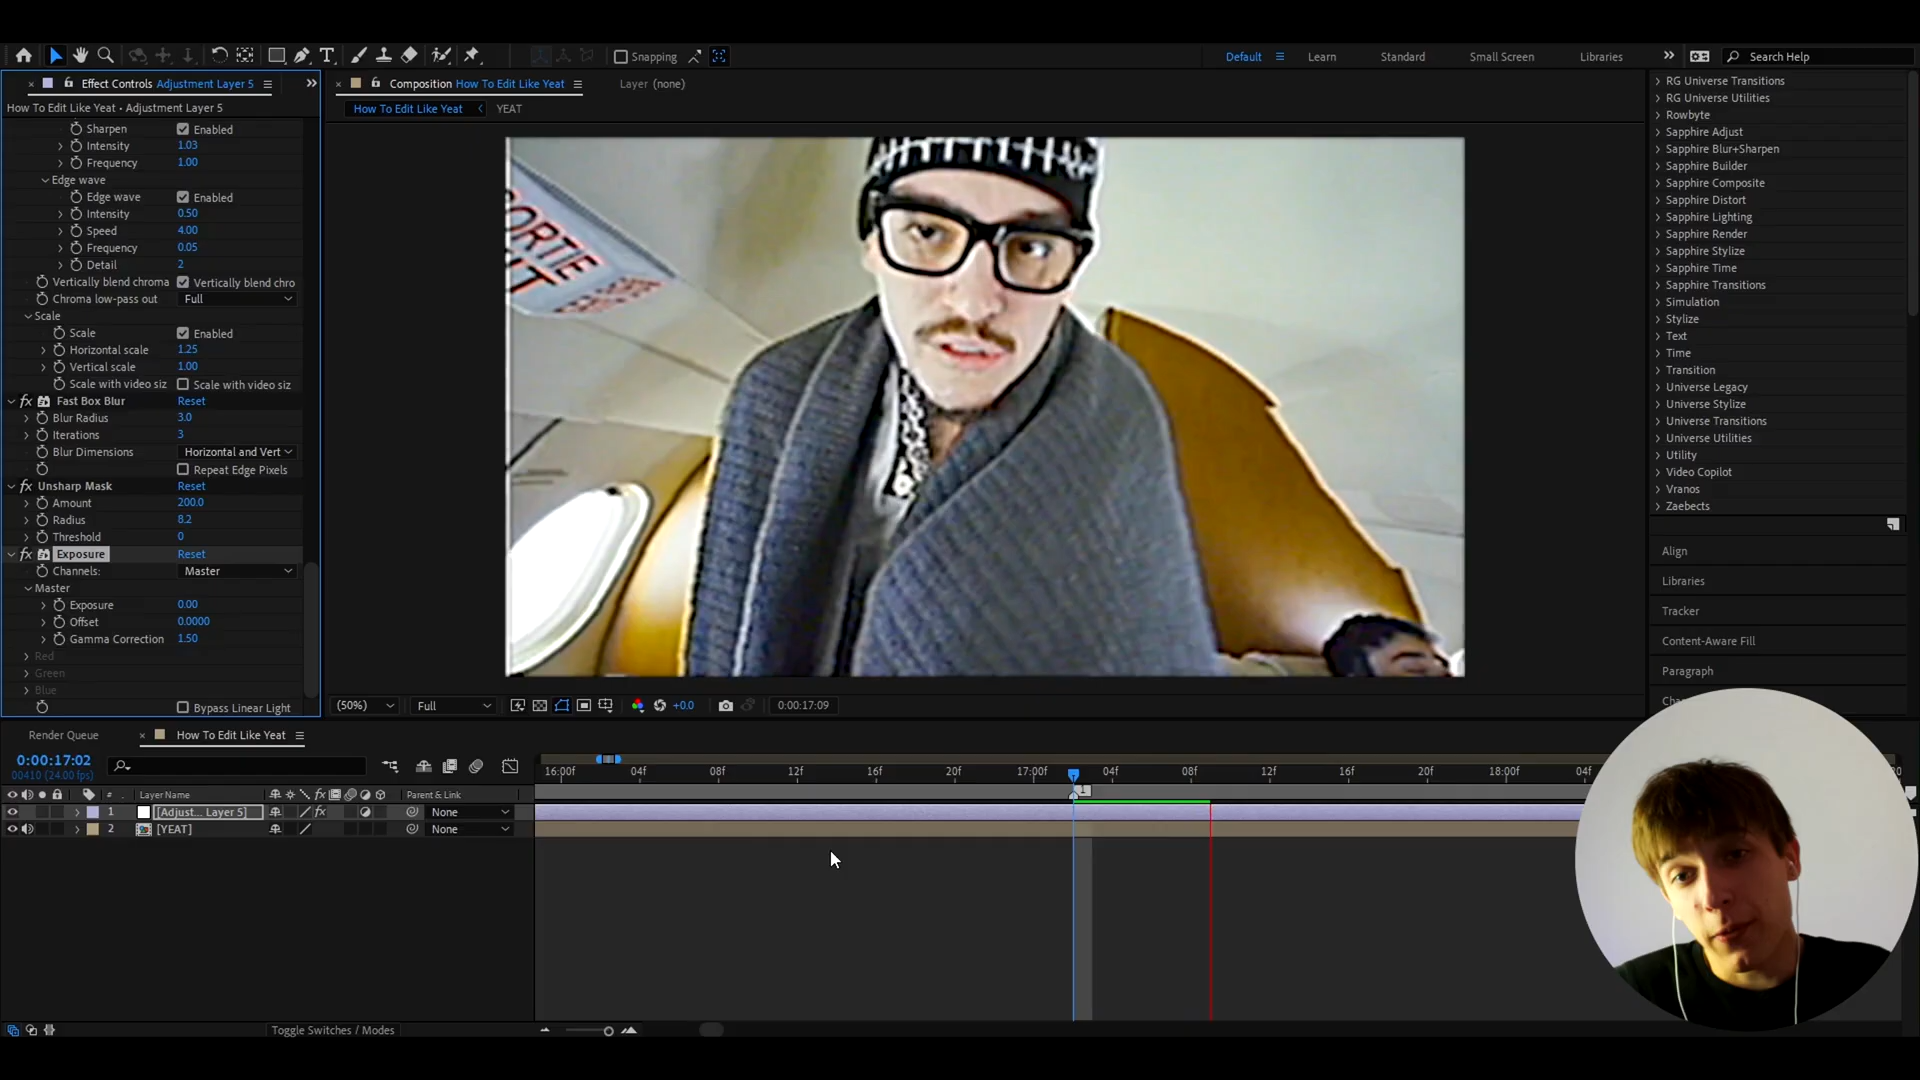 Snapping
Default
Learn
Standard
Small Screen
Libraries
Search Help
Effect Controls Adjustment Layer 5
Composition How To Edit Like Yeat
Layer (none)
How To Edit Like Yeat • Adjustment Layer 5
How To Edit Like Yeat
YEAT
Sharpen Enabled
Intensity 1.03
Frequency 1.00
Edge wave
Edge wave Enabled
Intensity 0.50
Speed 4.00
Frequency 0.05
Detail 2
Vertically blend chroma Vertically blend chro
Chroma low-pass out Full
Scale
Scale Enabled
Horizontal scale 1.25
Vertical scale 1.00
Scale with video siz Scale with video siz
fx Fast Box Blur Reset
Blur Radius 3.0
Iterations 3
Blur Dimensions Horizontal and Vert
Repeat Edge Pixels
fx Unsharp Mask Reset
Amount 200.0
Radius 8.2
Threshold 0
fx Exposure Reset
Channels: Master
Master
Exposure 0.00
Offset 0.0000
Gamma Correction 1.50
Red
Green
Blue
Bypass Linear Light
ORTIE
IT
(50%)
Full
+0.0
0:00:17:09
RG Universe Transitions
RG Universe Utilities
Rowbyte
Sapphire Adjust
Sapphire Blur+Sharpen
Sapphire Builder
Sapphire Composite
Sapphire Distort
Sapphire Lighting
Sapphire Render
Sapphire Stylize
Sapphire Time
Sapphire Transitions
Simulation
Stylize
Text
Time
Transition
Universe Legacy
Universe Stylize
Universe Transitions
Universe Utilities
Utility
Video Copilot
Vranos
Zaebects
Align
Libraries
Tracker
Content-Aware Fill
Paragraph
Render Queue
How To Edit Like Yeat
0:00:17:02
00410 (24.00 fps)
16:00f 04f 08f 12f 16f 20f 17:00f 04f 08f 12f 16f 20f 18:00f 04f
# Layer Name fx Parent & Link
1 [Adjust... Layer 5] fx None
2 [YEAT] None
1
Toggle Switches / Modes